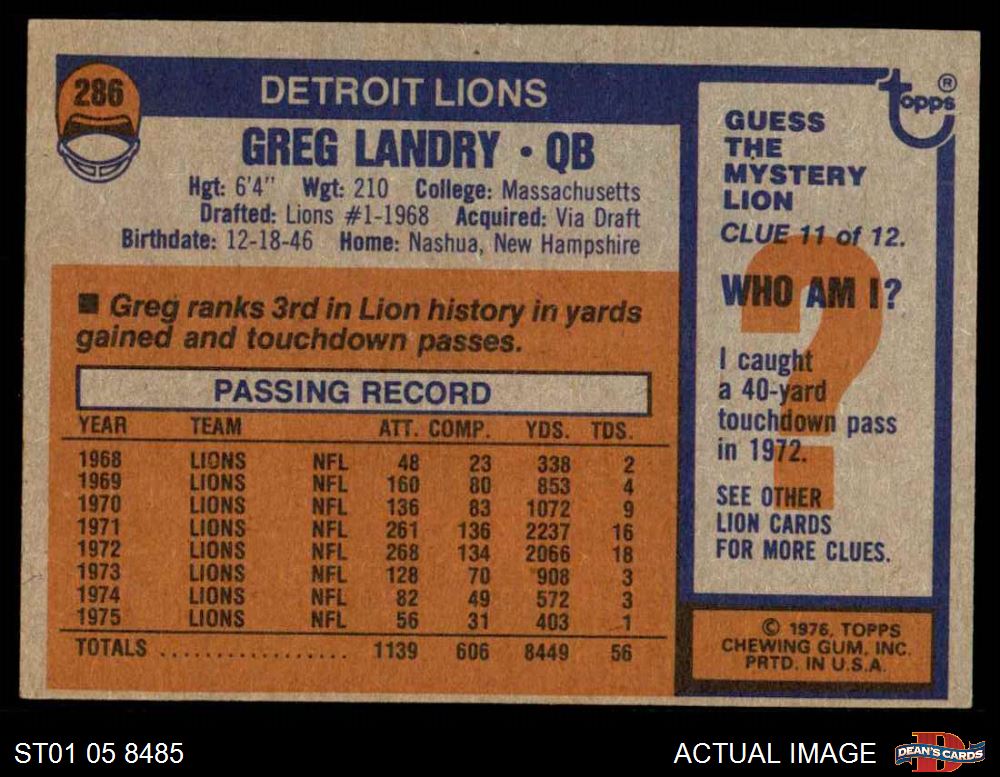 286
DETROIT LIONS
GREG LANDRY • QB
Hgt: 6'4" Wgt: 210 College: Massachusetts
Drafted: Lions #1-1968 Acquired: Via Draft
Birthdate: 12-18-46 Home: Nashua, New Hampshire
■ Greg ranks 3rd in Lion history in yards
gained and touchdown passes.
PASSING RECORD
YEAR TEAM ATT. COMP. YDS. TDS.
1968 LIONS NFL 48 23 338 2
1969 LIONS NFL 160 80 853 4
1970 LIONS NFL 136 83 1072 9
1971 LIONS NFL 261 136 2237 16
1972 LIONS NFL 268 134 2066 18
1973 LIONS NFL 128 70 908 3
1974 LIONS NFL 82 49 572 3
1975 LIONS NFL 56 31 403 1
TOTALS .................. 1139 606 8449 56
topps ®
GUESS
THE
MYSTERY
LION
CLUE 11 of 12.
WHO AM I?
?
I caught
a 40-yard
touchdown pass
in 1972.
SEE OTHER
LION CARDS
FOR MORE CLUES.
© 1976, TOPPS
CHEWING GUM, INC.
PRTD. IN U.S.A.
ST01 05 8485
ACTUAL IMAGE
D
DEAN'S CARDS